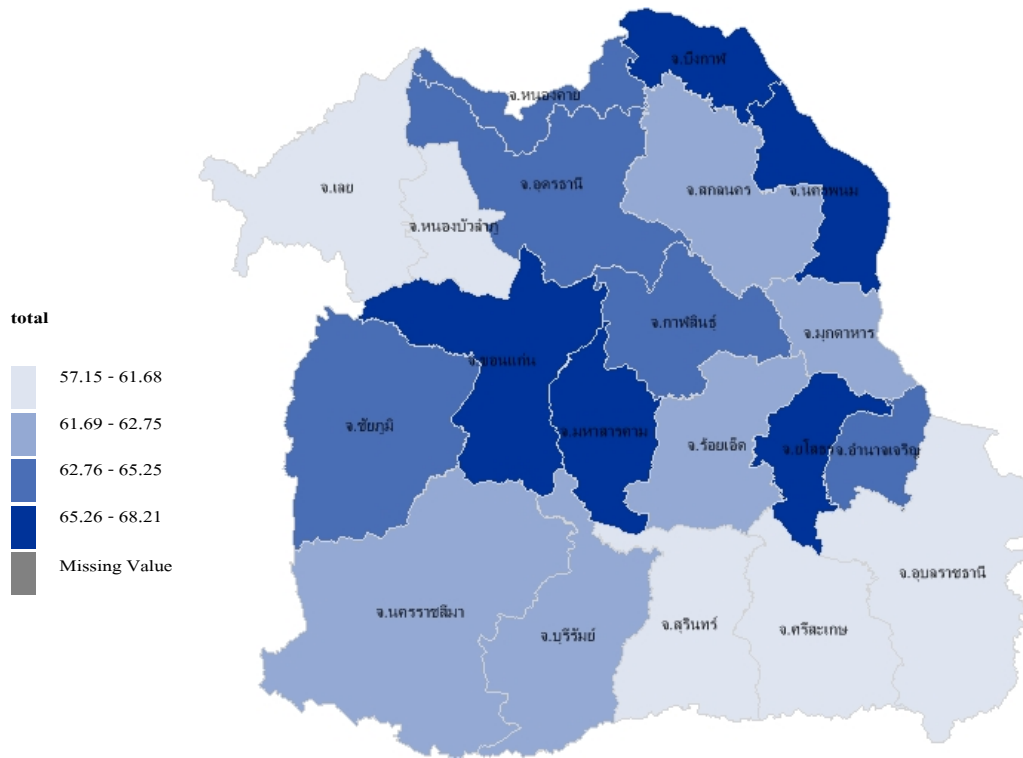 จ.บึงกาฬ
จ.หนองคาย
จ.เลย
จ.อุดรธานี
จ.สกลนคร
จ.นครพนม
จ.หนองบัวลำภู
total
57.15 - 61.68
61.69 - 62.75
62.76 - 65.25
65.26 - 68.21
Missing Value
จ.กาฬสินธุ์
จ.มุกดาหาร
จ.ขอนแก่น
จ.ชัยภูมิ
จ.มหาสารคาม
จ.ร้อยเอ็ด
จ.ยโสธร
จ.อำนาจเจริญ
จ.อุบลราชธานี
จ.นครราชสีมา
จ.บุรีรัมย์
จ.สุรินทร์
จ.ศรีสะเกษ